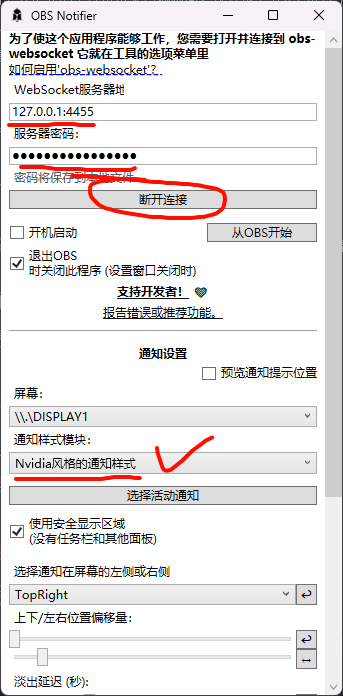 OBS Notifier
为了使这个应用程序能够工作，您需要打开并连接到 obs-
websocket 它就在工具的选项菜单里
如何启用'obs-websocket'?
WebSocket服务器地
127.0.0.1:4455
服务器密码:
●●●●●●●●●●●●●●●●
密码将保存到本地文件
断开连接
开机启动
从OBS开始
退出OBS
时关闭此程序 (设置窗口关闭时)
支持开发者！
报告错误或推荐功能。
通知设置
预览通知提示位置
屏幕:
\\.\DISPLAY1
通知样式模块:
Nvidia风格的通知样式
选择活动通知
使用安全显示区域
(没有任务栏和其他面板)
选择通知在屏幕的左侧或右侧
TopRight
上下/左右位置偏移量:
淡出延迟 (秒):